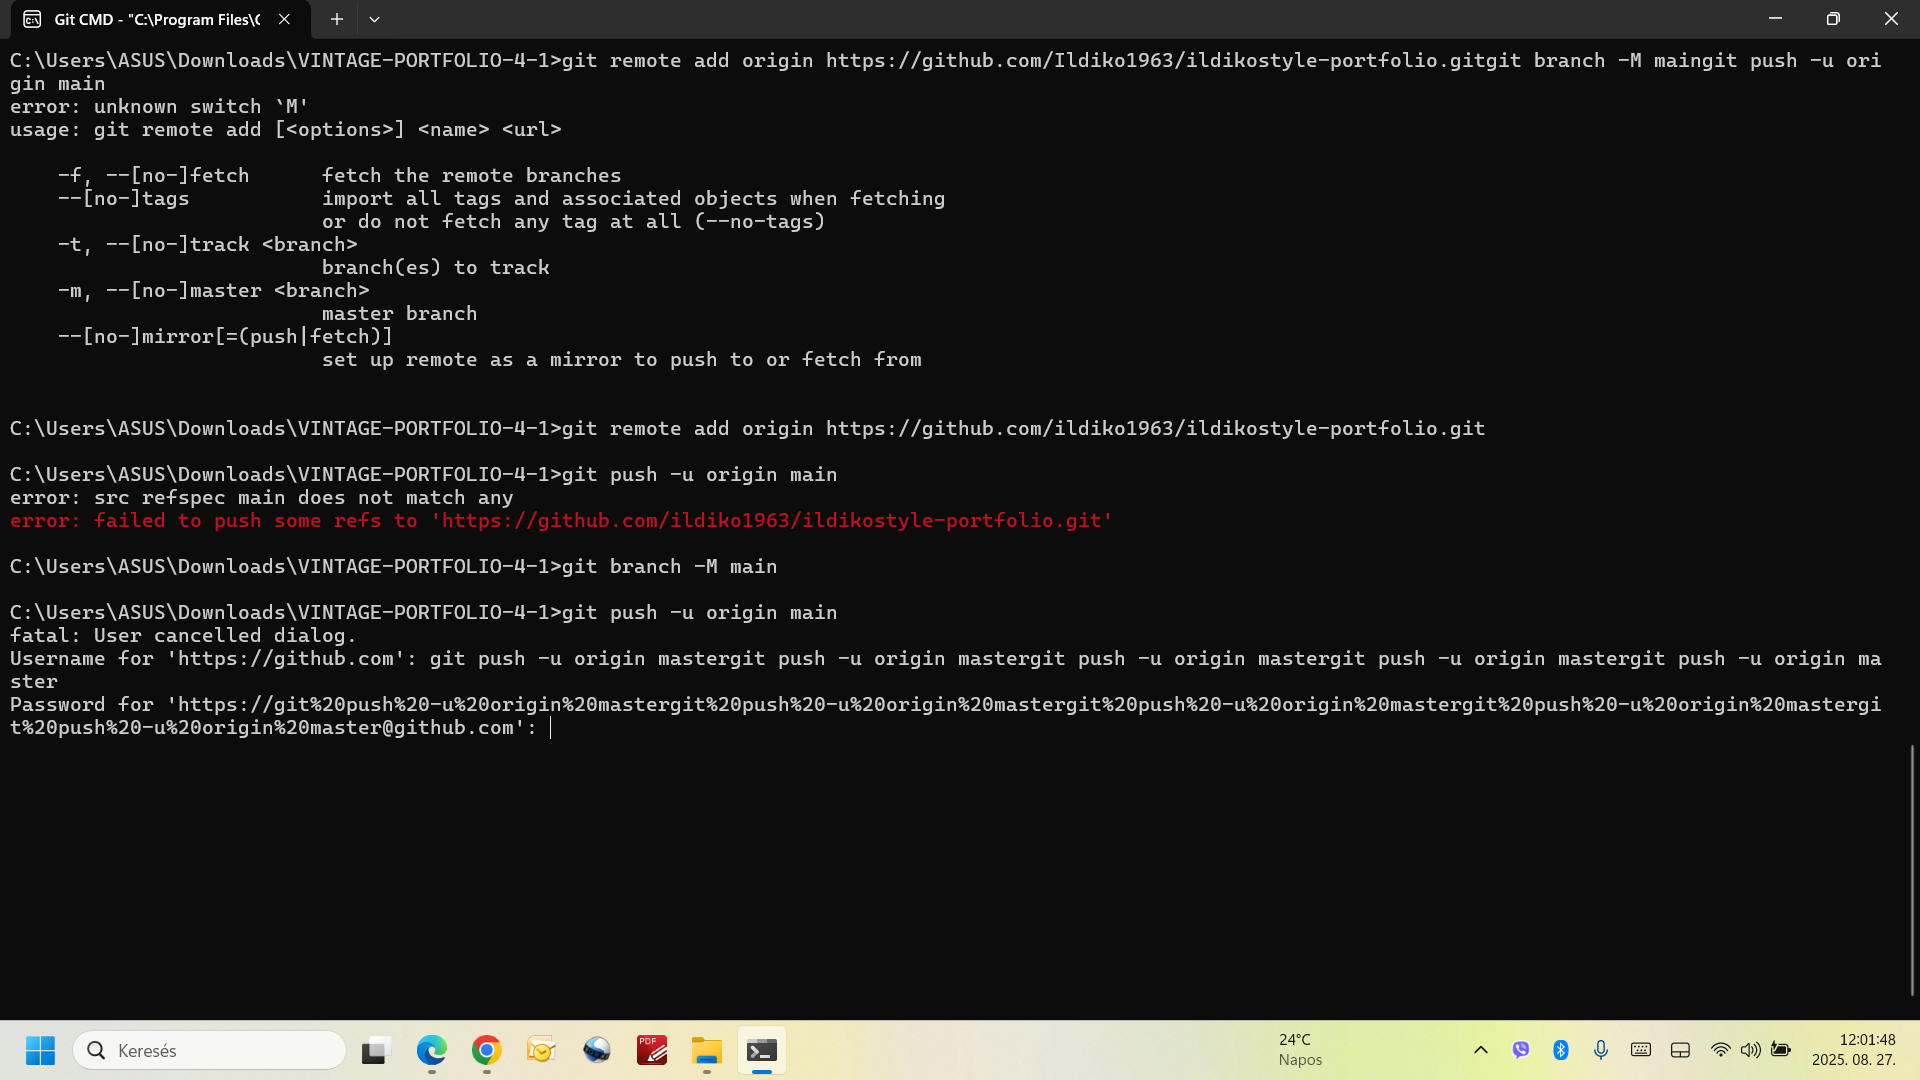 Git CMD - "C:\Program Files\G
C:\Users\ASUS\Downloads\VINTAGE-PORTFOLIO-4-1>git remote add origin https://github.com/Ildiko1963/ildikostyle-portfolio.gitgit branch -M maingit push -u ori
gin main
error: unknown switch `M'
usage: git remote add [<options>] <name> <url>
-f, --[no-]fetch fetch the remote branches
--[no-]tags import all tags and associated objects when fetching
or do not fetch any tag at all (--no-tags)
-t, --[no-]track <branch>
branch(es) to track
-m, --[no-]master <branch>
master branch
--[no-]mirror[=(push|fetch)]
set up remote as a mirror to push to or fetch from
C:\Users\ASUS\Downloads\VINTAGE-PORTFOLIO-4-1>git remote add origin https://github.com/ildiko1963/ildikostyle-portfolio.git
C:\Users\ASUS\Downloads\VINTAGE-PORTFOLIO-4-1>git push -u origin main
error: src refspec main does not match any
error: failed to push some refs to 'https://github.com/ildiko1963/ildikostyle-portfolio.git'
C:\Users\ASUS\Downloads\VINTAGE-PORTFOLIO-4-1>git branch -M main
C:\Users\ASUS\Downloads\VINTAGE-PORTFOLIO-4-1>git push -u origin main
fatal: User cancelled dialog.
Username for 'https://github.com': git push -u origin mastergit push -u origin mastergit push -u origin mastergit push -u origin mastergit push -u origin ma
ster
Password for 'https://git%20push%20-u%20origin%20mastergit%20push%20-u%20origin%20mastergit%20push%20-u%20origin%20mastergit%20push%20-u%20origin%20mastergi
t%20push%20-u%20origin%20master@github.com':
Keresés
PDF
24°C
Napos
12:01:48
2025. 08. 27.